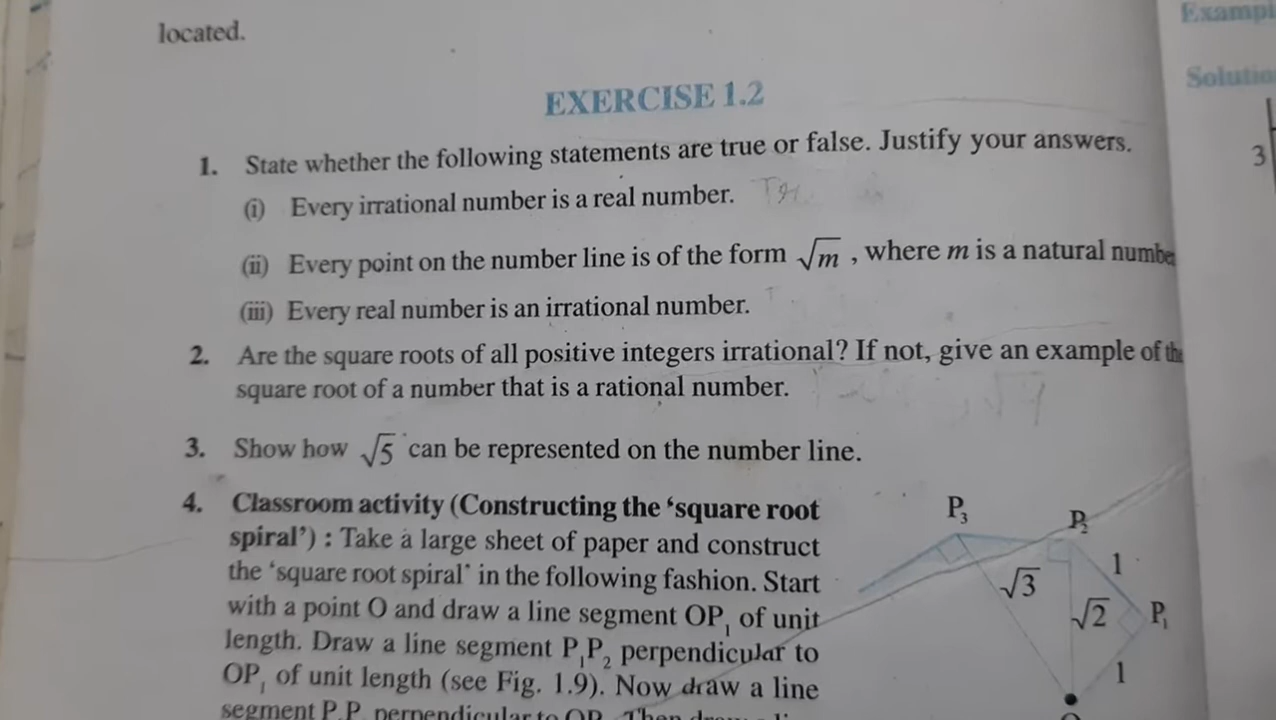 located.
Exampl
Solutio
3
EXERCISE 1.2
1. State whether the following statements are true or false. Justify your answers.
(i) Every irrational number is a real number.
(ii) Every point on the number line is of the form √m , where m is a natural numbe
(iii) Every real number is an irrational number.
2. Are the square roots of all positive integers irrational? If not, give an example of the
square root of a number that is a rational number.
3. Show how √5 can be represented on the number line.
4. Classroom activity (Constructing the ‘square root
spiral’) : Take a large sheet of paper and construct
the ‘square root spiral’ in the following fashion. Start
with a point O and draw a line segment OP₁ of unit
length. Draw a line segment P₁P₂ perpendicular to
OP₁ of unit length (see Fig. 1.9). Now draw a line
segment P P perpendicular to OP Then
P₃ P₂
√3 1
√2 P₁
1